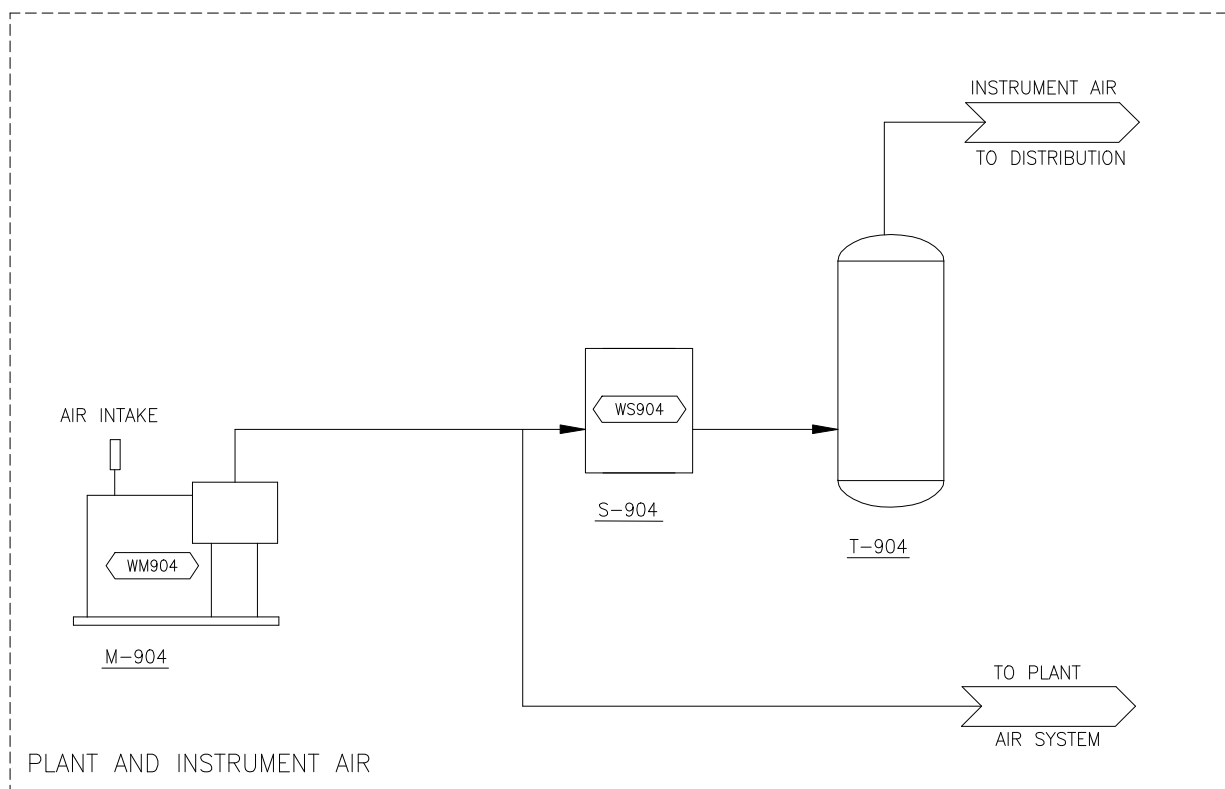 INSTRUMENT AIR
TO DISTRIBUTION
WS904
AIR INTAKE
S-904
T-904
WM904
M-904
TO PLANT
AIR SYSTEM
PLANT AND INSTRUMENT AIR